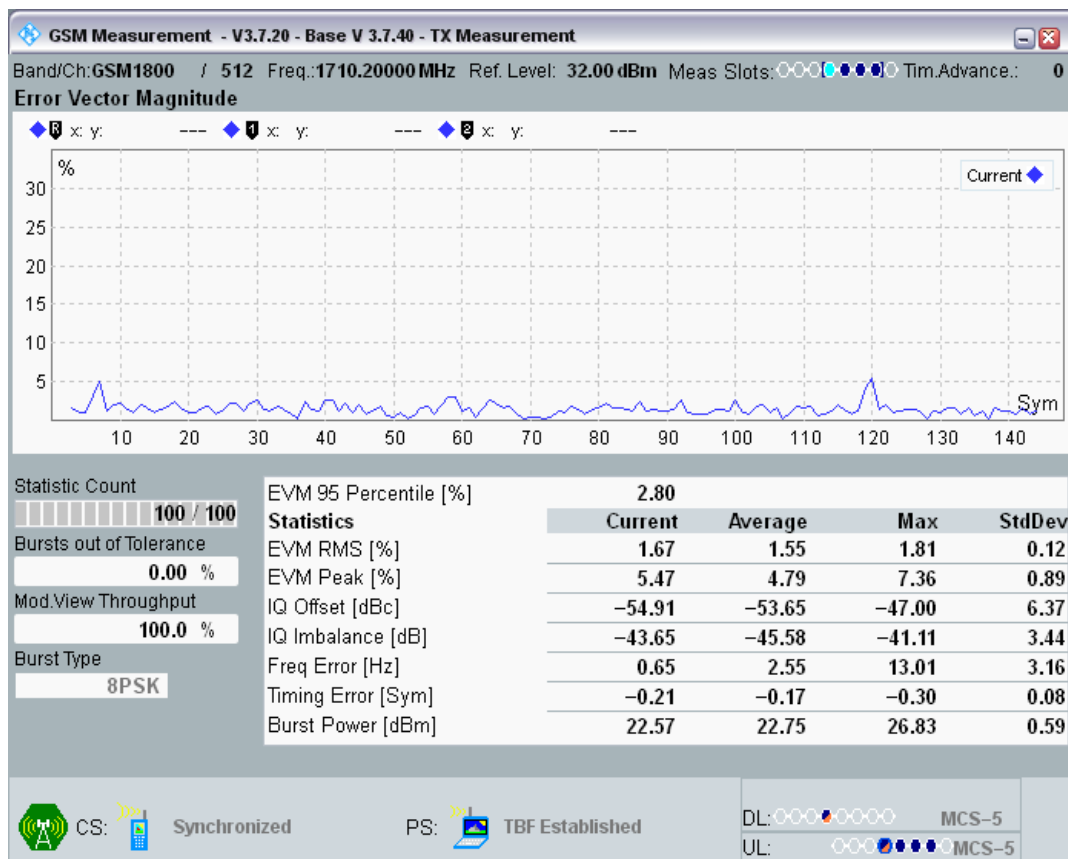 GSM Measurement - V3.7.20 - Base V 3.7.40 - TX Measurement
Band/Ch:GSM1800 / 512 Freq.:1710.20000 MHz Ref. Level: 32.00 dBm Meas Slots: Tim.Advance.: 0
Error Vector Magnitude
R x: y: --- 1 x: y: --- 2 x: y: ---
%
Current
30
25
20
15
10
5
Sym
10 20 30 40 50 60 70 80 90 100 110 120 130 140
Statistic Count
100 / 100
Bursts out of Tolerance
0.00 %
Mod.View Throughput
100.0 %
Burst Type
8PSK
EVM 95 Percentile [%] 2.80
Statistics Current Average Max StdDev
EVM RMS [%] 1.67 1.55 1.81 0.12
EVM Peak [%] 5.47 4.79 7.36 0.89
IQ Offset [dBc] −54.91 −53.65 −47.00 6.37
IQ Imbalance [dB] −43.65 −45.58 −41.11 3.44
Freq Error [Hz] 0.65 2.55 13.01 3.16
Timing Error [Sym] −0.21 −0.17 −0.30 0.08
Burst Power [dBm] 22.57 22.75 26.83 0.59
CS: Synchronized PS: TBF Established
DL: MCS−5
UL: MCS−5